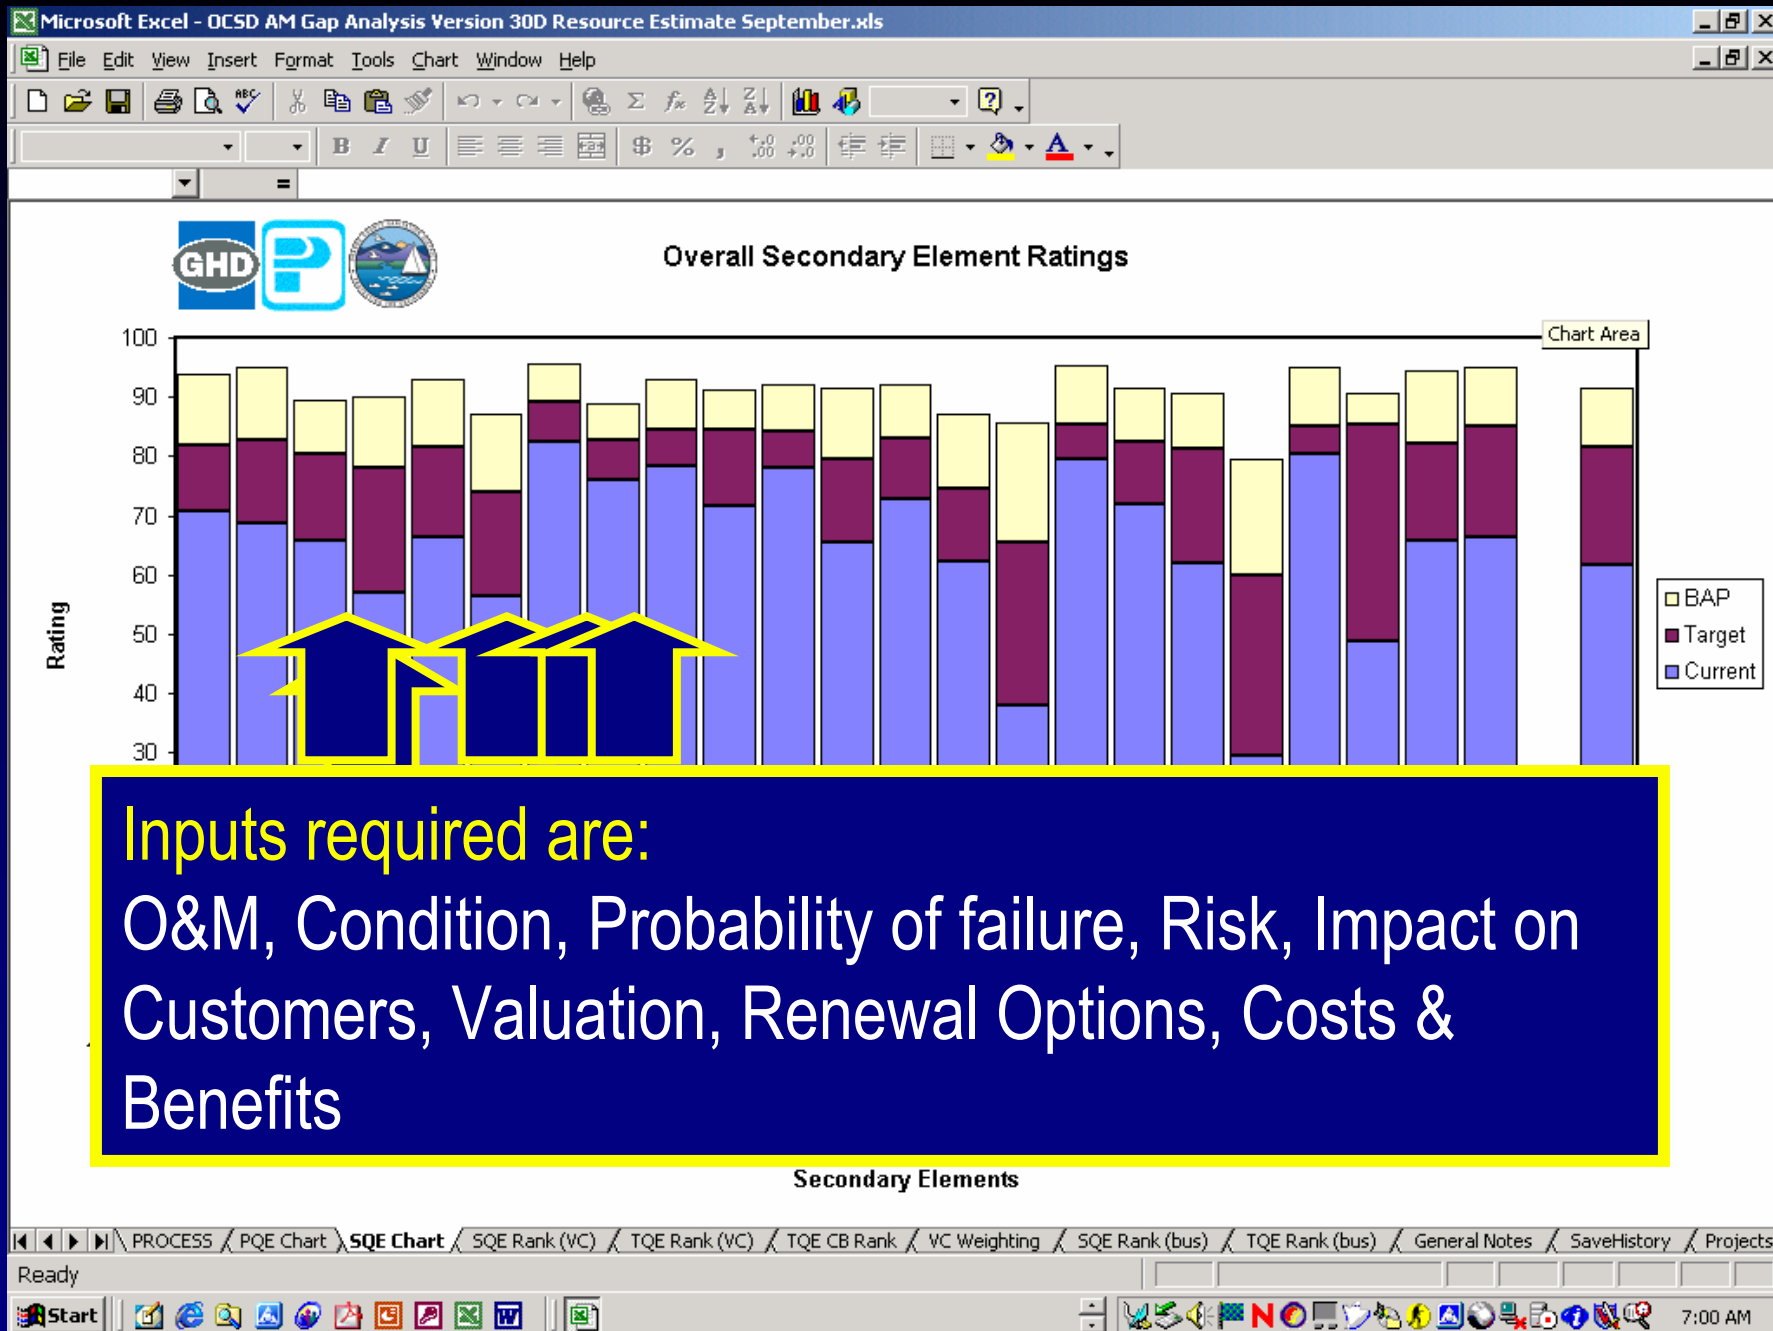 Microsoft Excel - OCSD AM Gap Analysis Version 30D Resource Estimate September.xls
File Edit View Insert Format Tools Chart Window Help
GHD
Overall Secondary Element Ratings
Chart Area
100
90
80
70
60
50
40
30
Rating
BAP
Target
Current
Inputs required are:
O&M, Condition, Probability of failure, Risk, Impact on
Customers, Valuation, Renewal Options, Costs &
Benefits
Secondary Elements
PROCESS PQE Chart SQE Chart SQE Rank (VC) TQE Rank (VC) TQE CB Rank VC Weighting SQE Rank (bus) TQE Rank (bus) General Notes SaveHistory Projects
Ready
Start 7:00 AM